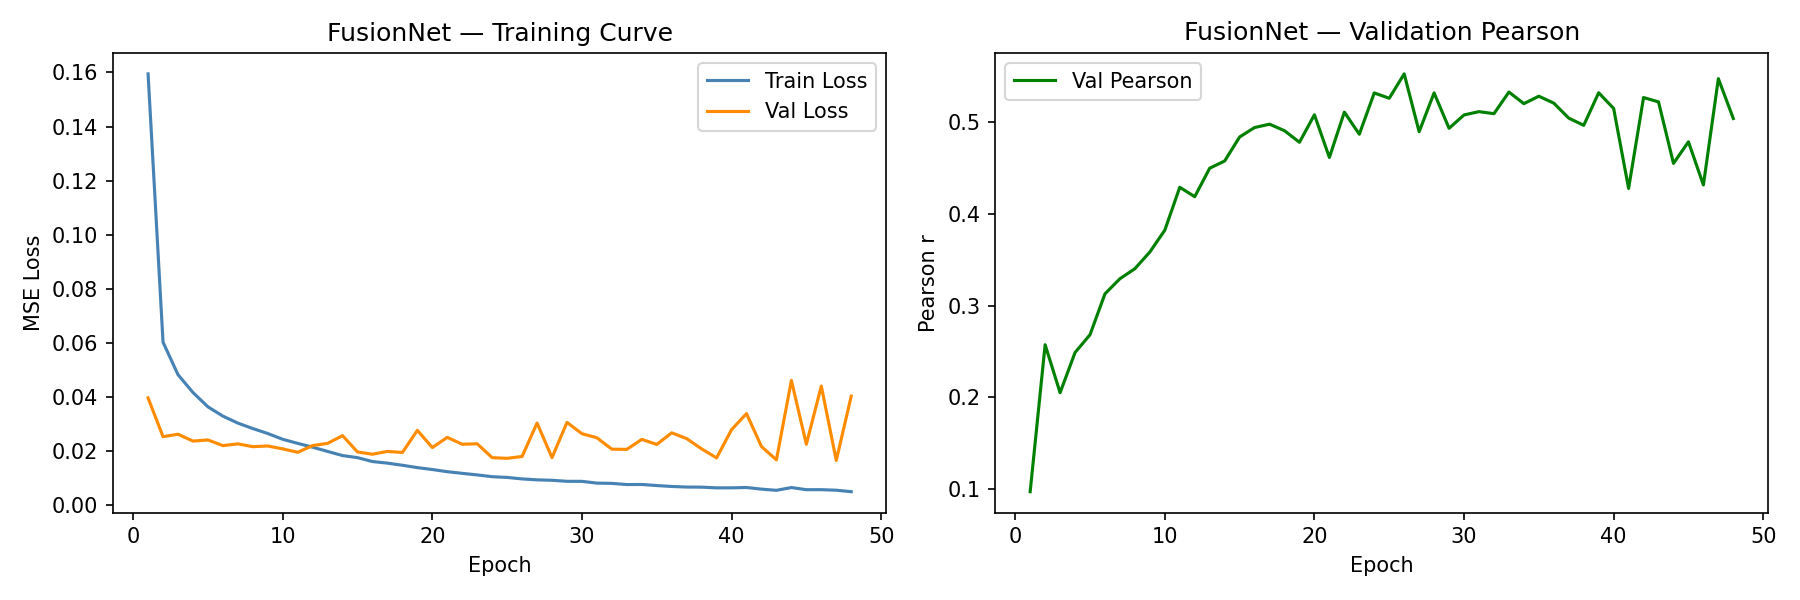 FusionNet — Training Curve
Train Loss
Val Loss
MSE Loss
0.16
0.14
0.12
0.10
0.08
0.06
0.04
0.02
0.00
0
10
20
30
40
50
Epoch
FusionNet — Validation Pearson
Val Pearson
Pearson r
0.5
0.4
0.3
0.2
0.1
0
10
20
30
40
50
Epoch